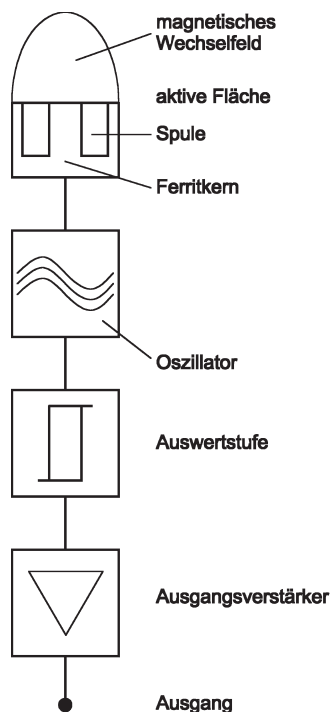 magnetisches
Wechselfeld
aktive Fläche
Spule
Ferritkern
Oszillator
Auswertstufe
Ausgangsverstärker
Ausgang